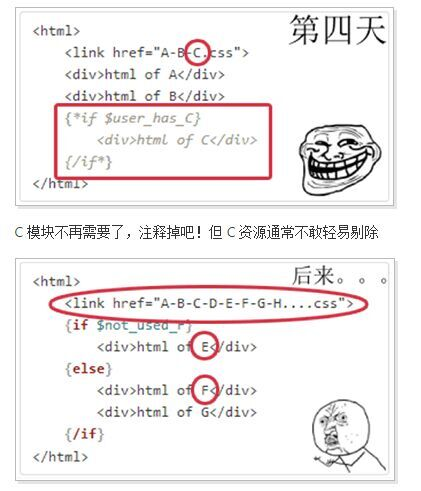 第四天
<html>
<link href="A-B-C.css">
<div>html of A</div>
<div>html of B</div>
{*if $user_has_C}
<div>html of C</div>
{/if*}
</html>
C 模块不再需要了，注释掉吧！但 C 资源通常不敢轻易剔除
后来。。。
<html>
<link href="A-B-C-D-E-F-G-H....css">
{if $not_used_F}
<div>html of E</div>
{else}
<div>html of F</div>
<div>html of G</div>
{/if}
</html>